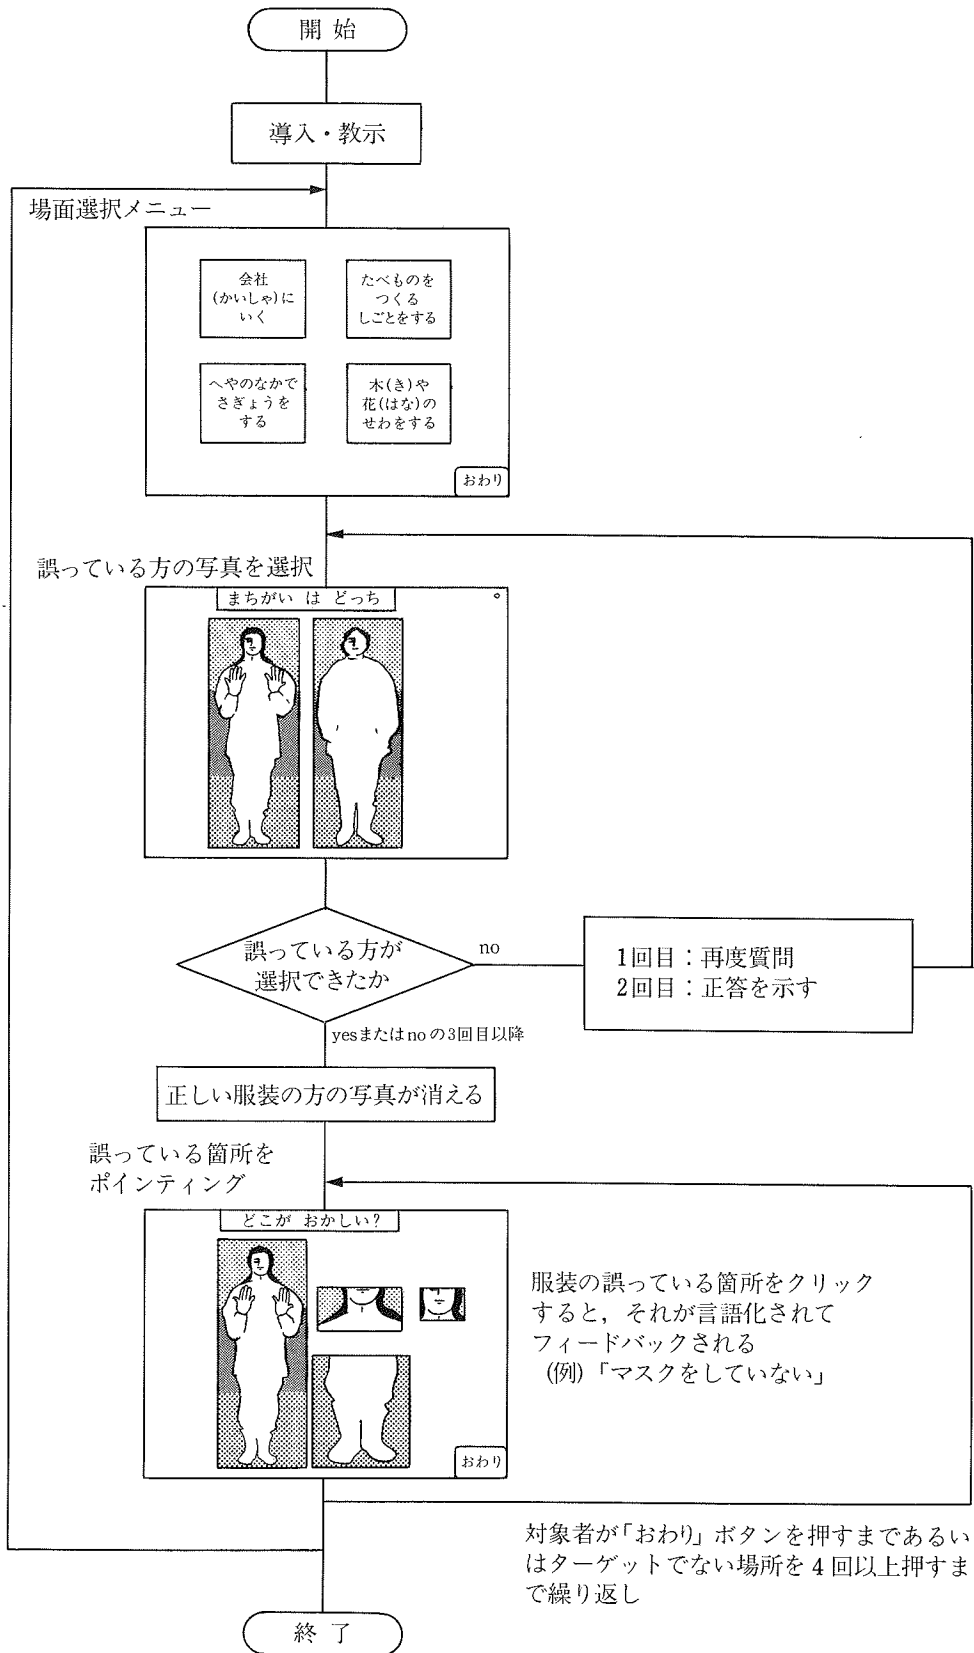 開 始
導入・教示
場面選択メニュー
会社
(かいしゃ)に
いく
たべものを
つくる
しごとをする
へやのなかで
さぎょうを
する
木(き)や
花(はな)の
せわをする
おわり
誤っている方の写真を選択
まちがい は どっち
誤っている方が
選択できたか
no
1回目：再度質問
2回目：正答を示す
yesまたはnoの3回目以降
正しい服装の方の写真が消える
誤っている箇所を
ポインティング
どこが おかしい?
服装の誤っている箇所をクリック
すると，それが言語化されて
フィードバックされる
(例)「マスクをしていない」
おわり
対象者が「おわり」ボタンを押すまであるい
はターゲットでない場所を4回以上押すま
で繰り返し
終 了